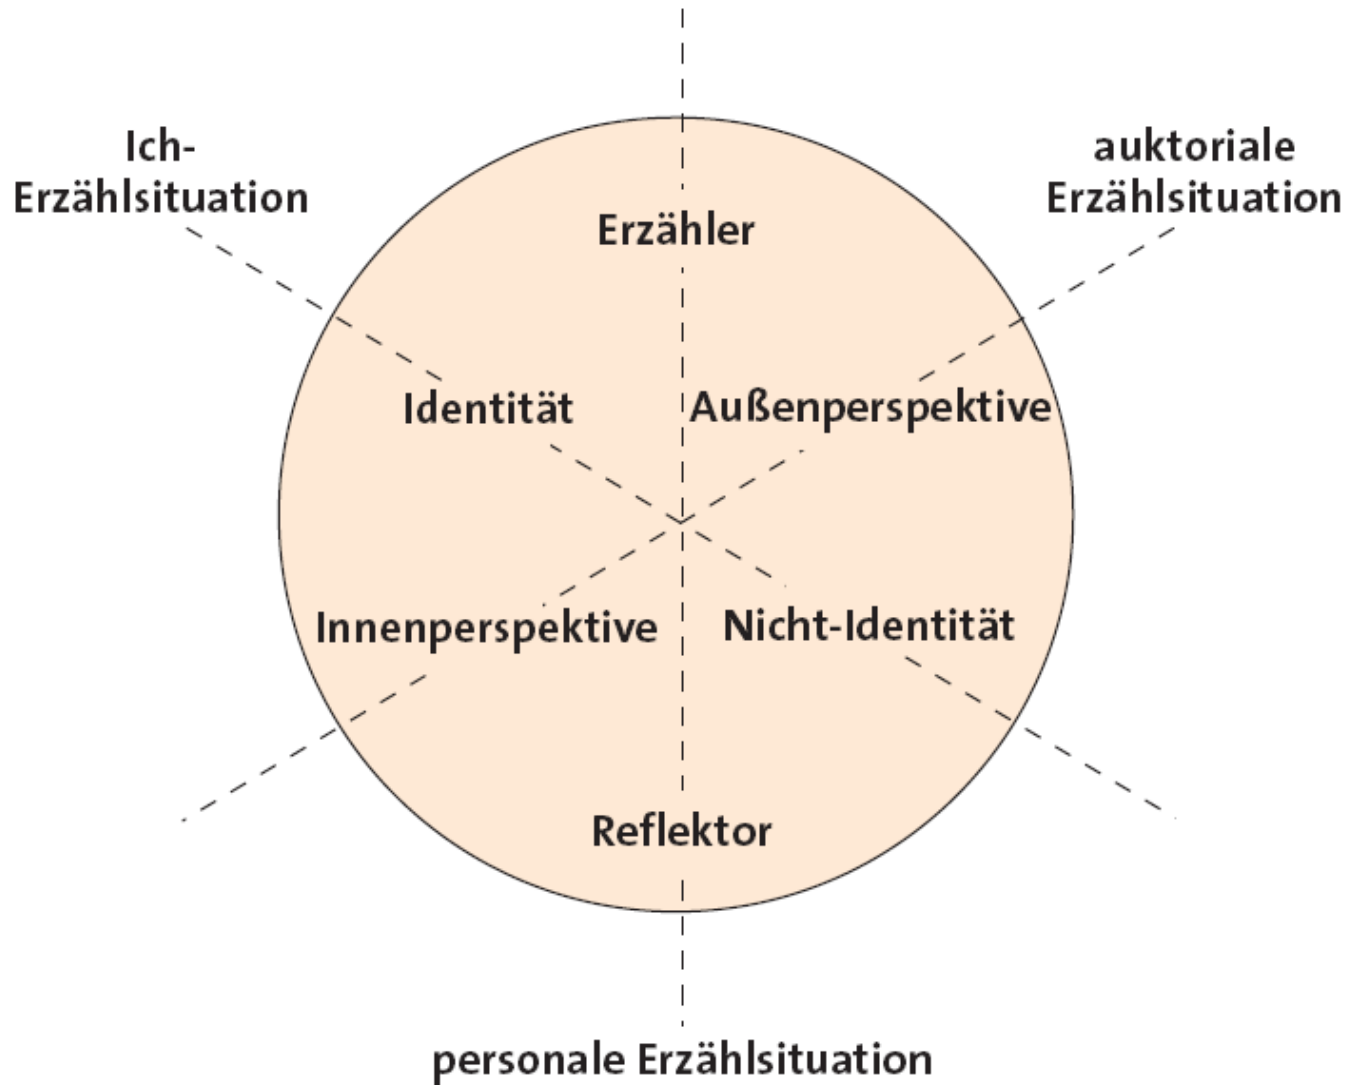 Ich-
Erzählsituation
auktoriale
Erzählsituation
Erzähler
Identität
Außenperspektive
Innenperspektive
Nicht-Identität
Reflektor
personale Erzählsituation